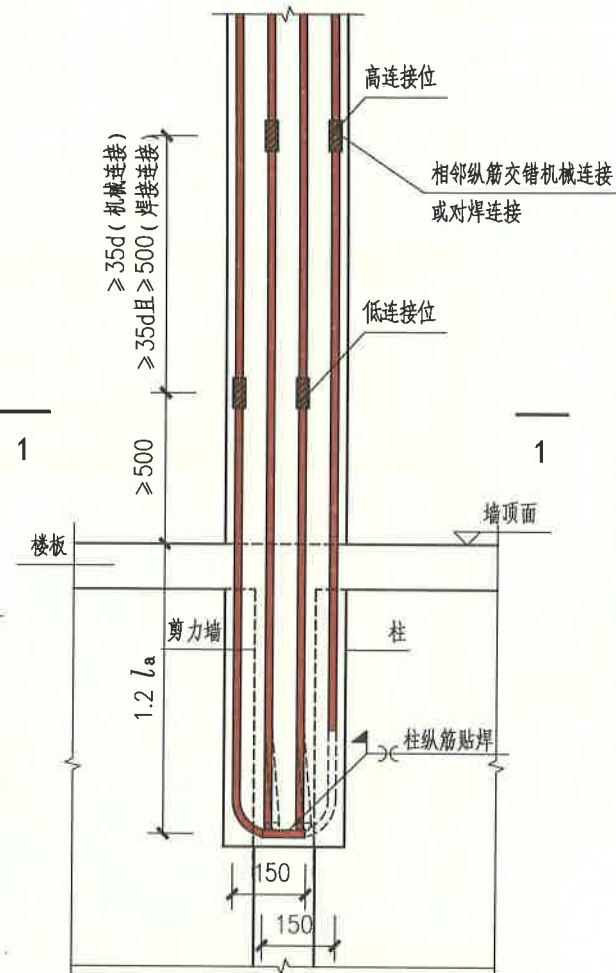 高连接位
相邻纵筋交错机械连接
或对焊连接
≥35d(机械连接)
≥35d且≥500(焊接连接)
低连接位
1
1
≥500
墙顶面
楼板
剪力墙
柱
1.2 la
柱纵筋贴焊
150
150